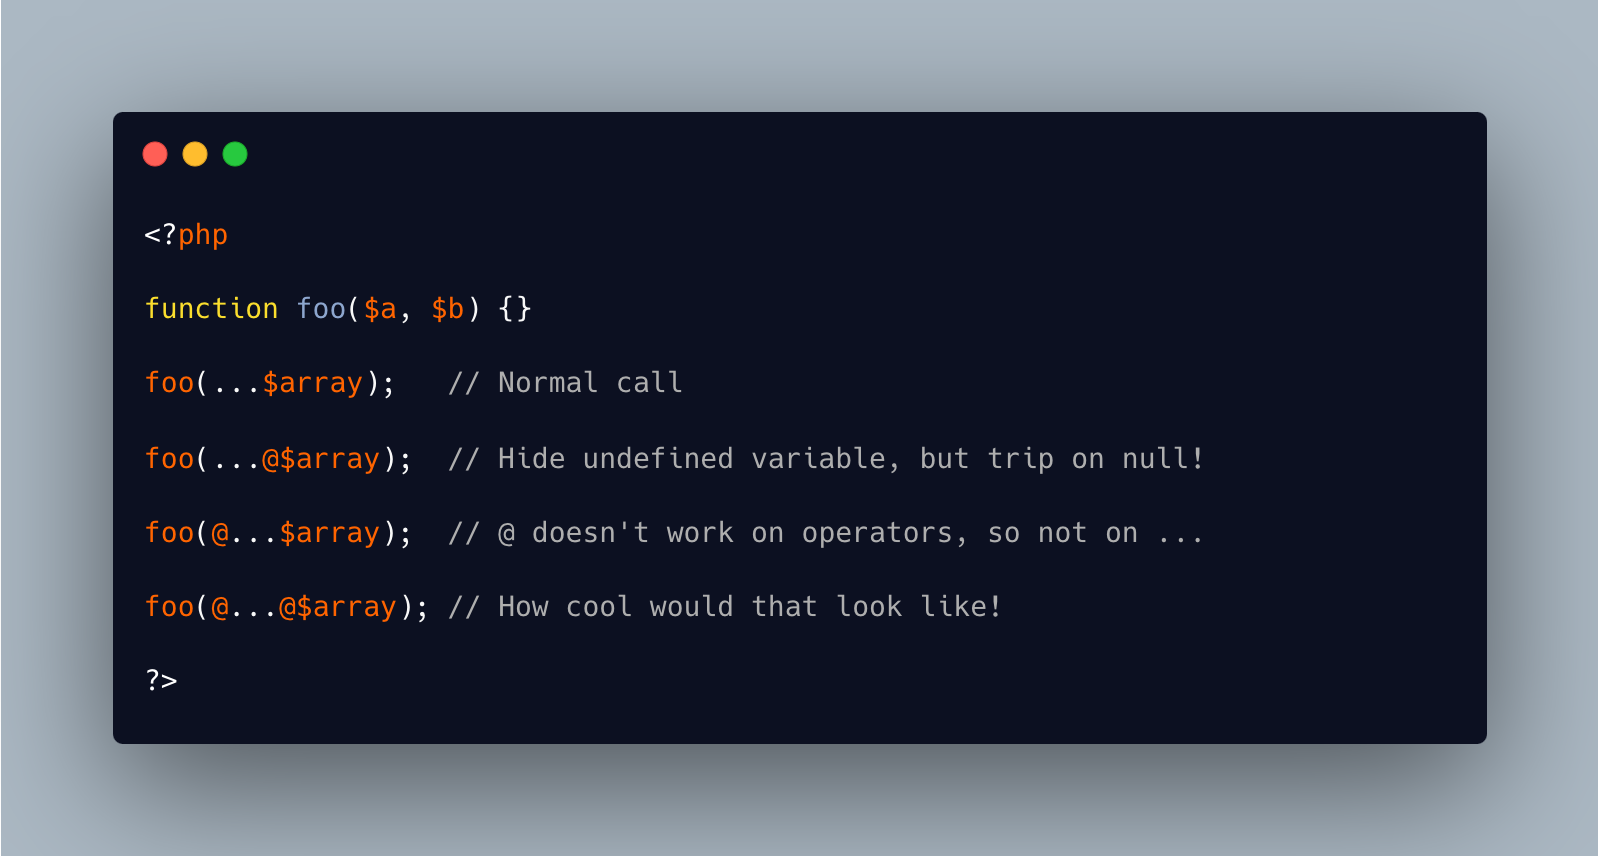 <?php
function foo($a, $b) {}
foo(...$array);   // Normal call
foo(...@$array);  // Hide undefined variable, but trip on null!
foo(@...$array);  // @ doesn't work on operators, so not on ...
foo(@...@$array); // How cool would that look like!
?>